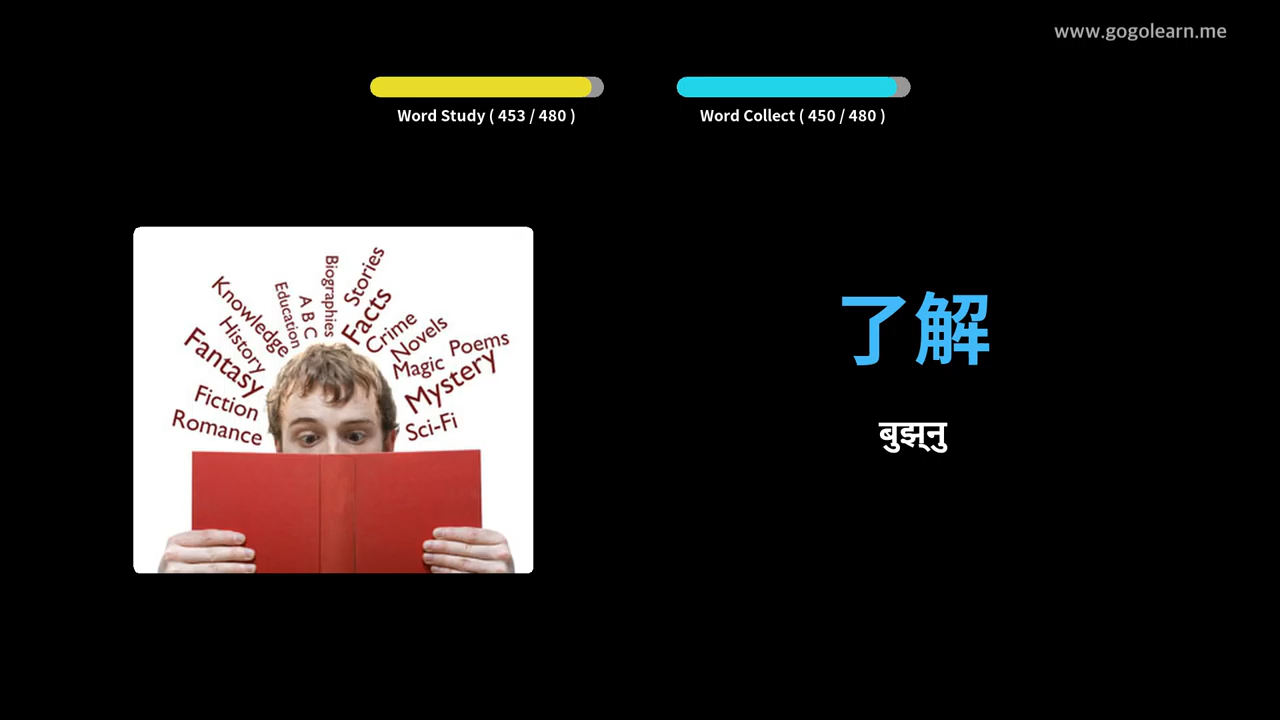 www.gogolearn.me
Word Study ( 453 / 480 )
Word Collect ( 450 / 480 )
Knowledge
History
Fantasy
Fiction
Romance
Education
A B C
Biographies
Stories
Facts
Crime
Novels
Magic
Poems
Mystery
Sci-Fi
了解
बुझ्नु